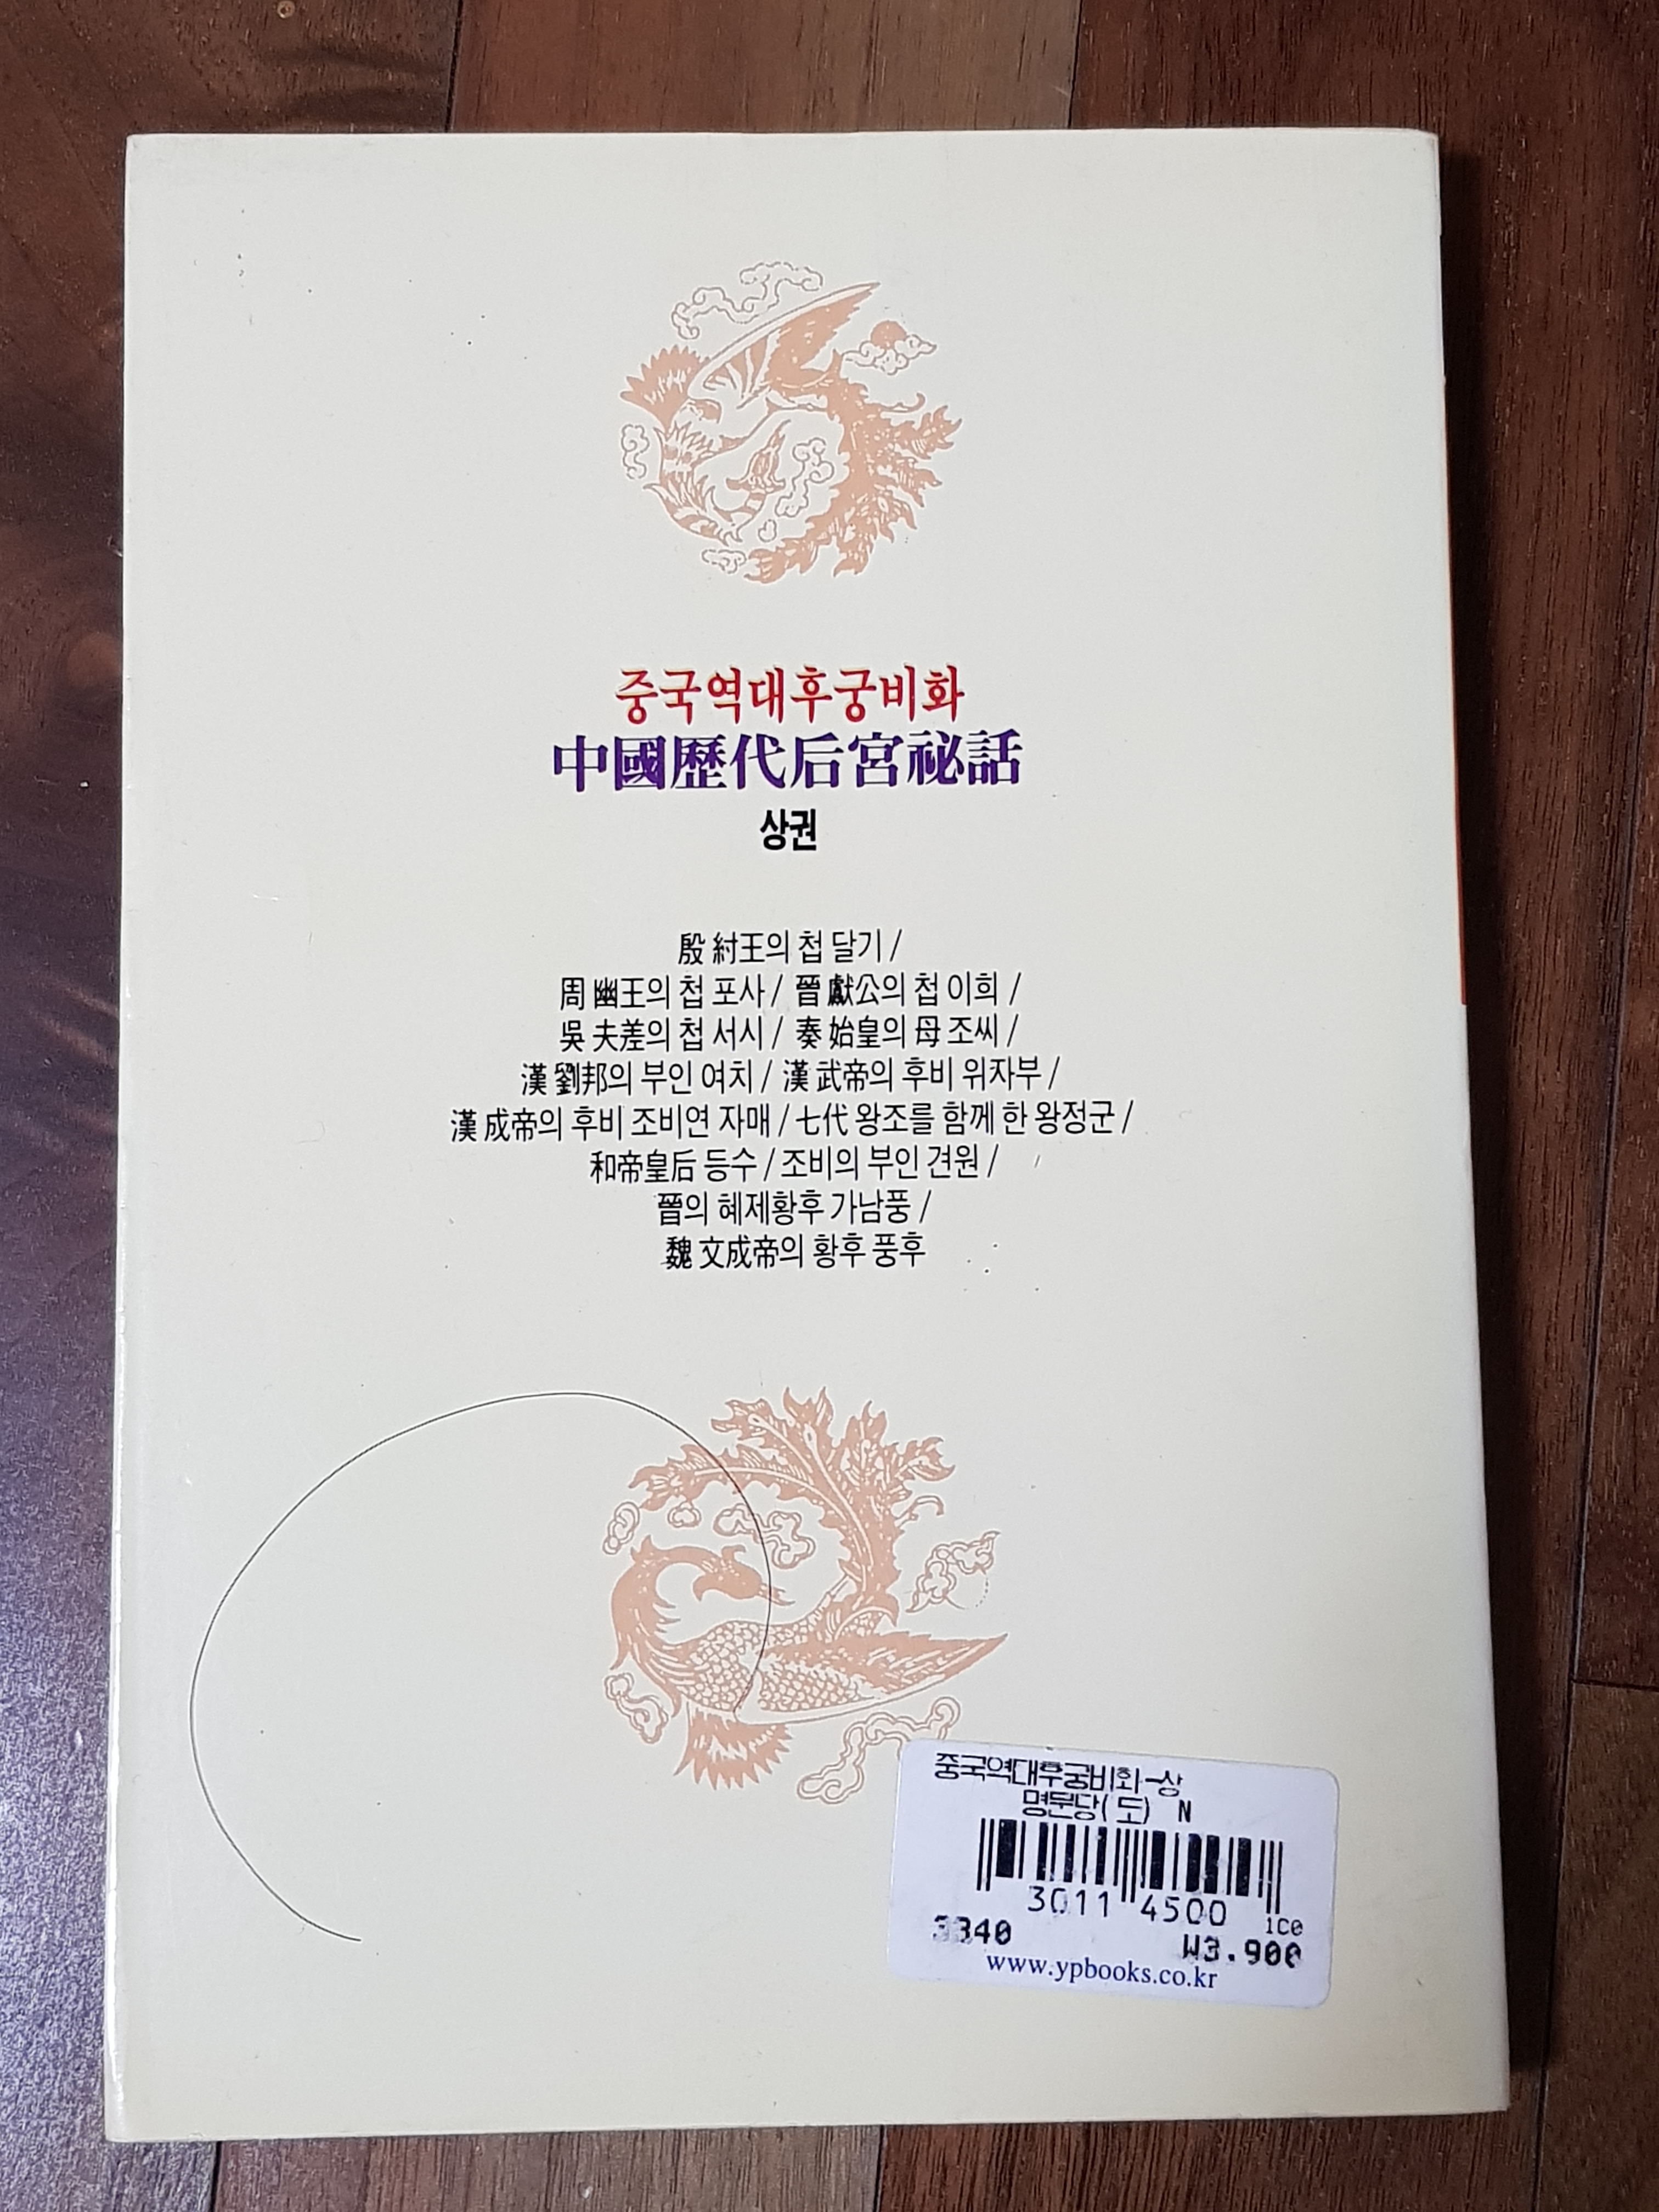 중국역대후궁비화
中國歷代后宮祕話
상권
殷 紂王의 첩 달기 /
周 幽王의 첩 포사 / 晉 獻公의 첩 이희 /
吳 夫差의 첩 서시 / 秦 始皇의 母 조씨 /
漢 劉邦의 부인 여치 / 漢 武帝의 후비 위자부 /
漢 成帝의 후비 조비연 자매 / 七代 왕조를 함께 한 왕정군 /
和帝皇后 등수 / 조비의 부인 견원 /
晉의 혜제황후 가남풍 /
魏 文成帝의 황후 풍후
중국역대후궁비화-상
명문당(도) N
3011 4500 1C0
3340 ₩3.900
www.ypbooks.co.kr